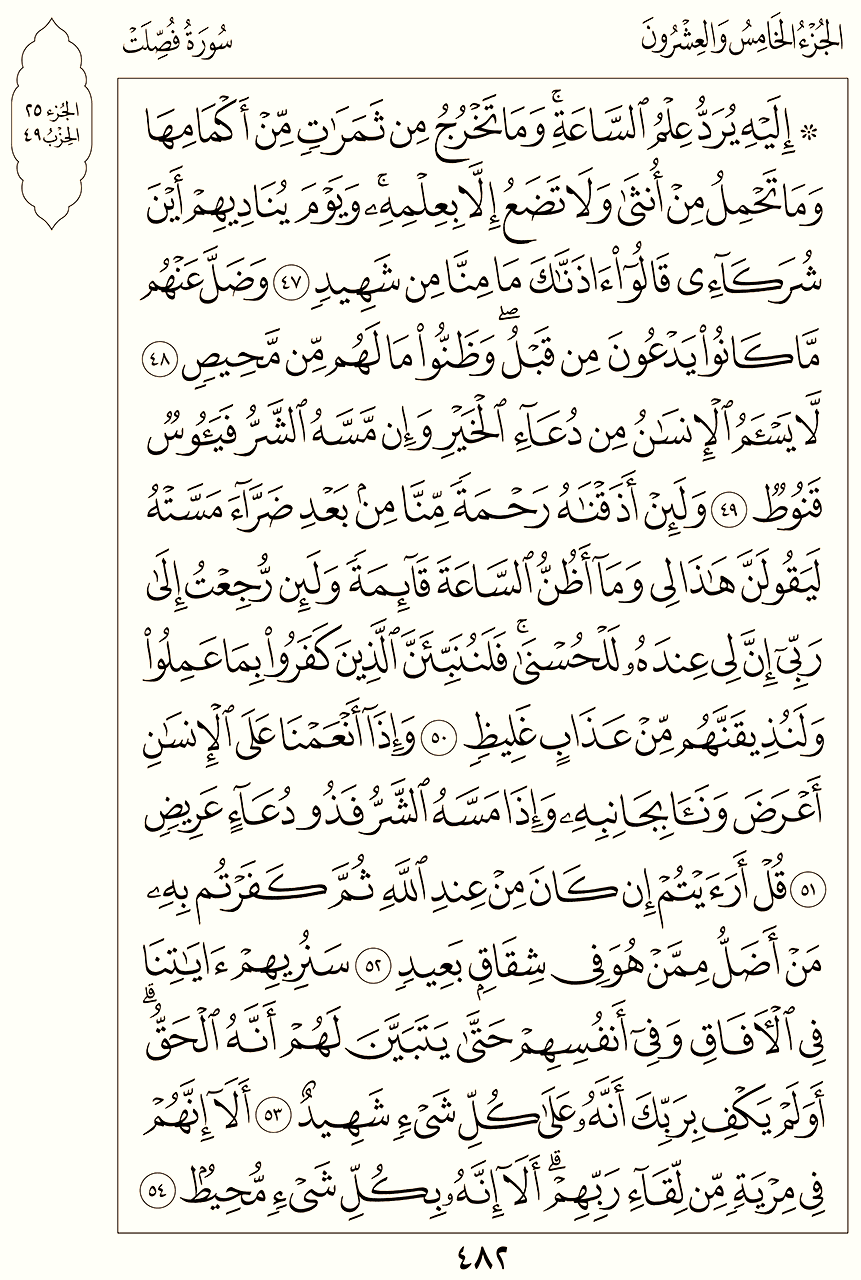 الجُزْءُ الخَامِسُ وَالعِشْرُونَ
سُورَةُ فُصِّلَتْ
الجُزء ٢٥
الحِزْبُ ٤٩
۞ إِلَيْهِ يُرَدُّ عِلْمُ ٱلسَّاعَةِۚ وَمَا تَخْرُجُ مِن ثَمَرَٰتٖ مِّنْ أَكْمَامِهَا
وَمَا تَحْمِلُ مِنْ أُنثَىٰ وَلَا تَضَعُ إِلَّا بِعِلْمِهِۦۚ وَيَوْمَ يُنَادِيهِمْ أَيْنَ
شُرَكَآءِى قَالُوٓا۟ ءَاذَنَّٰكَ مَا مِنَّا مِن شَهِيدٖ ٤٧ وَضَلَّ عَنْهُم
مَّا كَانُوا۟ يَدْعُونَ مِن قَبْلُۖ وَظَنُّوا۟ مَا لَهُم مِّن مَّحِيصٖ ٤٨
لَّا يَسْـَٔمُ ٱلْإِنسَٰنُ مِن دُعَآءِ ٱلْخَيْرِ وَإِن مَّسَّهُ ٱلشَّرُّ فَيَـُٔوسٞ
قَنُوطٞ ٤٩ وَلَئِنْ أَذَقْنَٰهُ رَحْمَةٗ مِّنَّا مِنۢ بَعْدِ ضَرَّآءَ مَسَّتْهُ
لَيَقُولَنَّ هَٰذَا لِى وَمَآ أَظُنُّ ٱلسَّاعَةَ قَآئِمَةٗ وَلَئِن رُّجِعْتُ إِلَىٰ
رَبِّىٓ إِنَّ لِى عِندَهُۥ لَلْحُسْنَىٰۚ فَلَنُنَبِّئَنَّ ٱلَّذِينَ كَفَرُوا۟ بِمَا عَمِلُوا۟
وَلَنُذِيقَنَّهُم مِّنْ عَذَابٍ غَلِيظٖ ٥٠ وَإِذَآ أَنْعَمْنَا عَلَى ٱلْإِنسَٰنِ
أَعْرَضَ وَنَـَٔا بِجَانِبِهِۦ وَإِذَا مَسَّهُ ٱلشَّرُّ فَذُو دُعَآءٍ عَرِيضٖ
٥١ قُلْ أَرَءَيْتُمْ إِن كَانَ مِنْ عِندِ ٱللَّهِ ثُمَّ كَفَرْتُم بِهِۦ
مَنْ أَضَلُّ مِمَّنْ هُوَ فِى شِقَاقٍۭ بَعِيدٖ ٥٢ سَنُرِيهِمْ ءَايَٰتِنَا
فِى ٱلْـَٔافَاقِ وَفِىٓ أَنفُسِهِمْ حَتَّىٰ يَتَبَيَّنَ لَهُمْ أَنَّهُ ٱلْحَقُّۗ
أَوَلَمْ يَكْفِ بِرَبِّكَ أَنَّهُۥ عَلَىٰ كُلِّ شَىْءٖ شَهِيدٌ ٥٣ أَلَآ إِنَّهُمْ
فِى مِرْيَةٖ مِّن لِّقَآءِ رَبِّهِمْۗ أَلَآ إِنَّهُۥ بِكُلِّ شَىْءٖ مُّحِيطُۢ ٥٤
٤٨٢